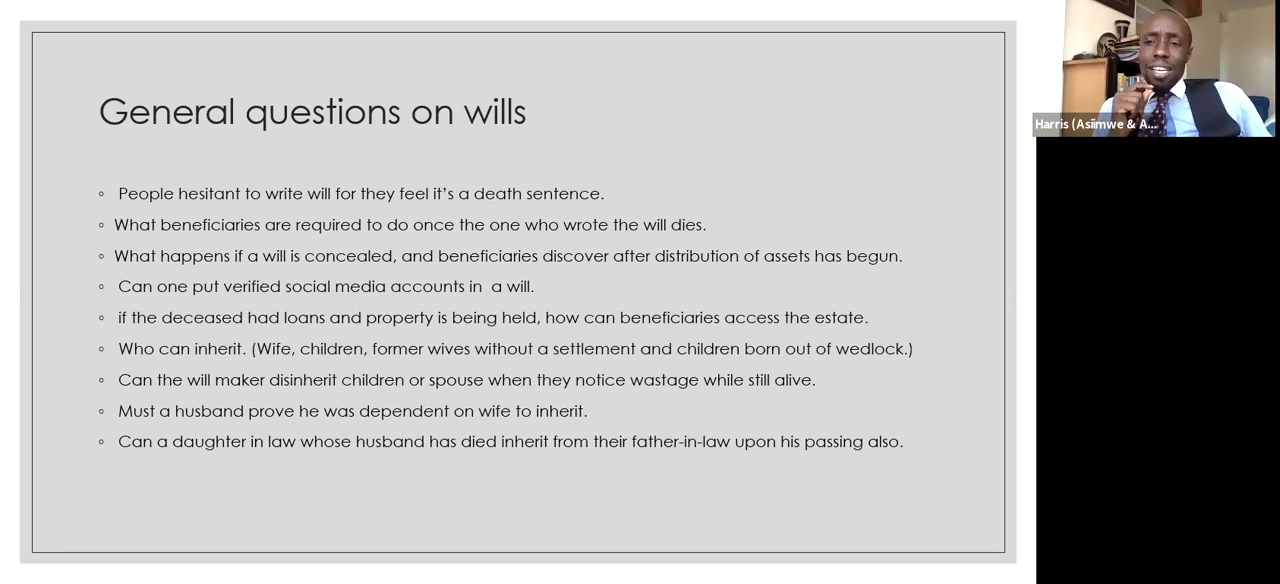 General questions on wills
◦ People hesitant to write will for they feel it's a death sentence.
◦ What beneficiaries are required to do once the one who wrote the will dies.
◦ What happens if a will is concealed, and beneficiaries discover after distribution of assets has begun.
◦ Can one put verified social media accounts in  a will.
◦ if the deceased had loans and property is being held, how can beneficiaries access the estate.
◦ Who can inherit. (Wife, children, former wives without a settlement and children born out of wedlock.)
◦ Can the will maker disinherit children or spouse when they notice wastage while still alive.
◦ Must a husband prove he was dependent on wife to inherit.
◦ Can a daughter in law whose husband has died inherit from their father-in-law upon his passing also.
Harris (Asiimwe & A...